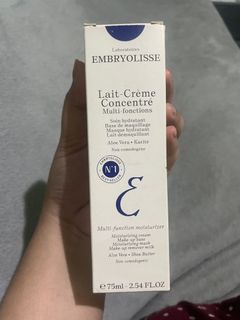 Laboratoires
EMBRYOLISSE
Lait-Crème
Concentré
Multi-fonctions
Soin hydratant
Base de maquillage
Masque hydratant
Lait démaquillant
Aloe Vera • Karité
Non comédogène
N°1
E
Multi-function moisturizer
Moisturizing cream
Make-up base
Moisturizing mask
Make-up remover milk
Aloe Vera • Shea Butter
Non comedogenic
℮ 75ml - 2.54 FL.OZ